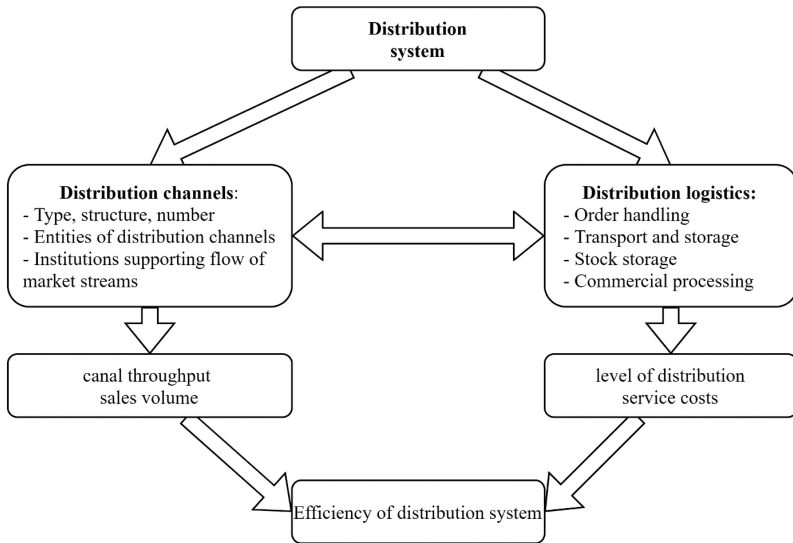 Distribution
system
Distribution channels:
- Type, structure, number
- Entities of distribution channels
- Institutions supporting flow of
market streams
Distribution logistics:
- Order handling
- Transport and storage
- Stock storage
- Commercial processing
canal throughput
sales volume
level of distribution
service costs
Efficiency of distribution system